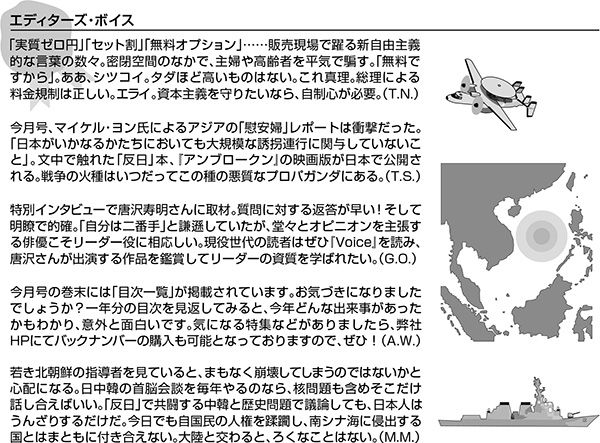 エディターズ・ボイス
「実質ゼロ円」「セット割」「無料オプション」……販売現場で躍る新自由主義
的な言葉の数々。密閉空間のなかで、主婦や高齢者を平気で騙す。「無料で
すから」。ああ、シツコイ。タダほど高いものはない。これ真理。総理による
料金規制は正しい。エライ。資本主義を守りたいなら、自制心が必要。(T.N.)
今月号、マイケル・ヨン氏によるアジアの「慰安婦」レポートは衝撃だった。
「日本がいかなるかたちにおいても大規模な誘拐連行に関与していないこ
と」。文中で触れた「反日」本、『アンブロークン』の映画版が日本で公開さ
れる。戦争の火種はいつだってこの種の悪質なプロパガンダにある。(T.S.)
特別インタビューで唐沢寿明さんに取材。質問に対する返答が早い！そして
明瞭で的確。「自分は二番手」と謙遜していたが、堂々とオピニオンを主張す
る俳優こそリーダー役に相応しい。現役世代の読者はぜひ『Voice』を読み、
唐沢さんが出演する作品を鑑賞してリーダーの資質を学ばれたい。(G.O.)
今月号の巻末には「目次一覧」が掲載されています。お気づきになりました
でしょうか？一年分の目次を見返してみると、今年どんな出来事があった
かもわかり、意外と面白いです。気になる特集などがありましたら、弊社
HPにてバックナンバーの購入も可能となっておりますので、ぜひ！(A.W.)
若き北朝鮮の指導者を見ていると、まもなく崩壊してしまうのではないかと
心配になる。日中韓の首脳会談を毎年やるのなら、核問題も含めそこだけ
話し合えばいい。「反日」で共闘する中韓と歴史問題で議論しても、日本人は
うんざりするだけだ。今日でも自国民の人権を蹂躙し、南シナ海に侵出する
国とはまともに付き合えない。大陸と交わると、ろくなことはない。(M.M.)